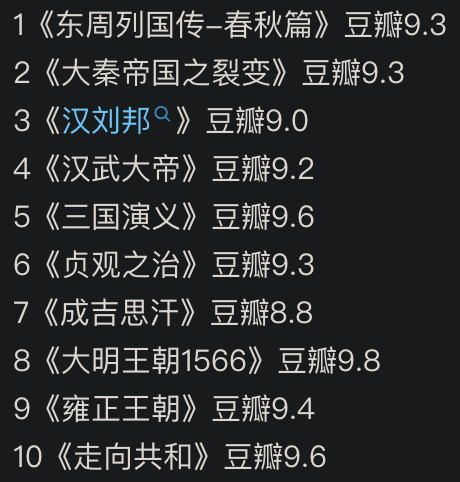 1《东周列国传–春秋篇》豆瓣9.3
2《大秦帝国之裂变》豆瓣9.3
3《汉刘邦》豆瓣9.0
4《汉武大帝》豆瓣9.2
5《三国演义》豆瓣9.6
6《贞观之治》豆瓣9.3
7《成吉思汗》豆瓣8.8
8《大明王朝1566》豆瓣9.8
9《雍正王朝》豆瓣9.4
10《走向共和》豆瓣9.6